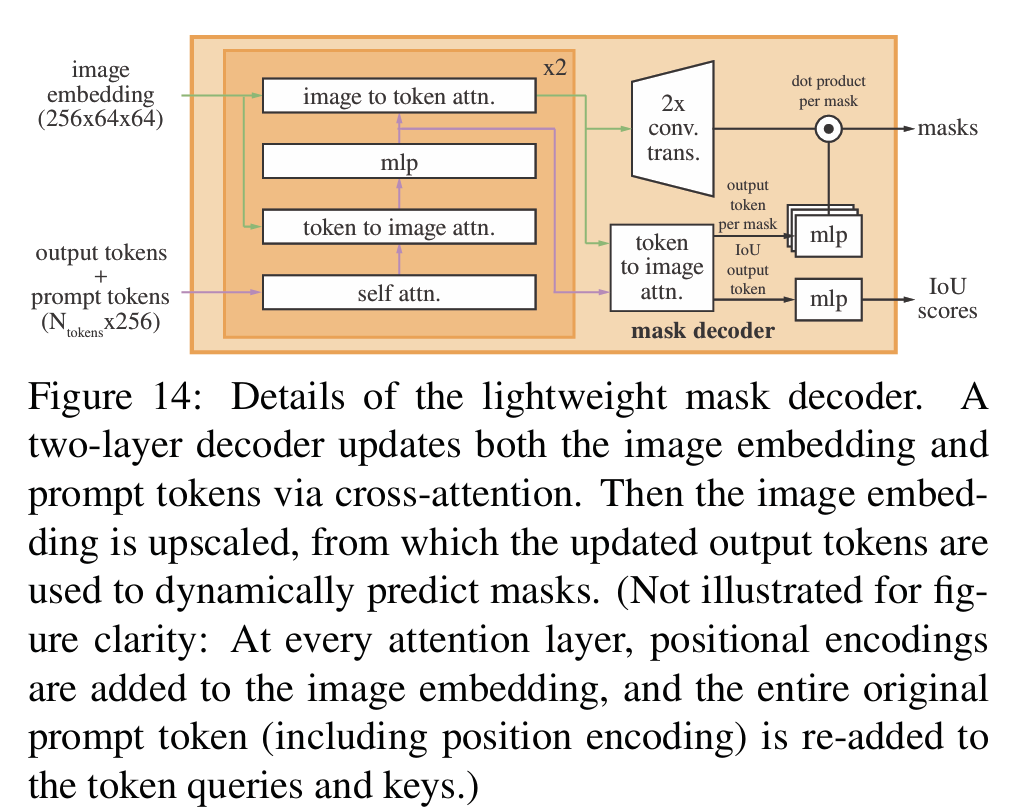 image
embedding
(256x64x64)
output tokens
+
prompt tokens
(Ntokensx256)
x2
image to token attn.
mlp
token to image attn.
self attn.
2x
conv.
trans.
token
to image
attn.
output
token
per mask
IoU
output
token
dot product
per mask
mlp
mlp
masks
IoU
scores
mask decoder
Figure 14: Details of the lightweight mask decoder. A
two-layer decoder updates both the image embedding and
prompt tokens via cross-attention. Then the image embed-
ding is upscaled, from which the updated output tokens are
used to dynamically predict masks. (Not illustrated for fig-
ure clarity: At every attention layer, positional encodings
are added to the image embedding, and the entire original
prompt token (including position encoding) is re-added to
the token queries and keys.)